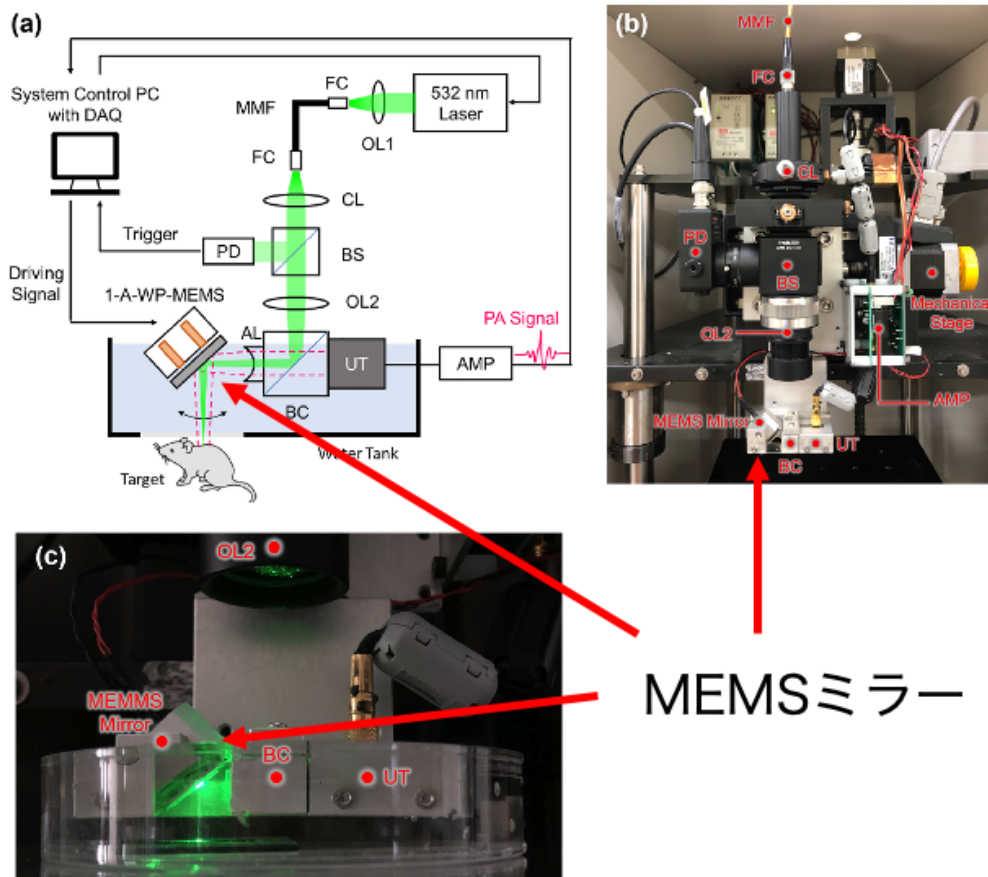 (a)
System Control PC
with DAQ
FC
MMF
FC
OL1
532 nm
Laser
CL
Trigger
PD
BS
Driving
Signal
1-A-WP-MEMS
OL2
AL
UT
PA Signal
AMP
BC
Water Tank
Target
(b)
MMF
FC
CL
PD
BS
Mechanical
Stage
OL2
AMP
MEMS Mirror
UT
BC
(c)
OL2
MEMMS
Mirror
BC
UT
MEMSミラー